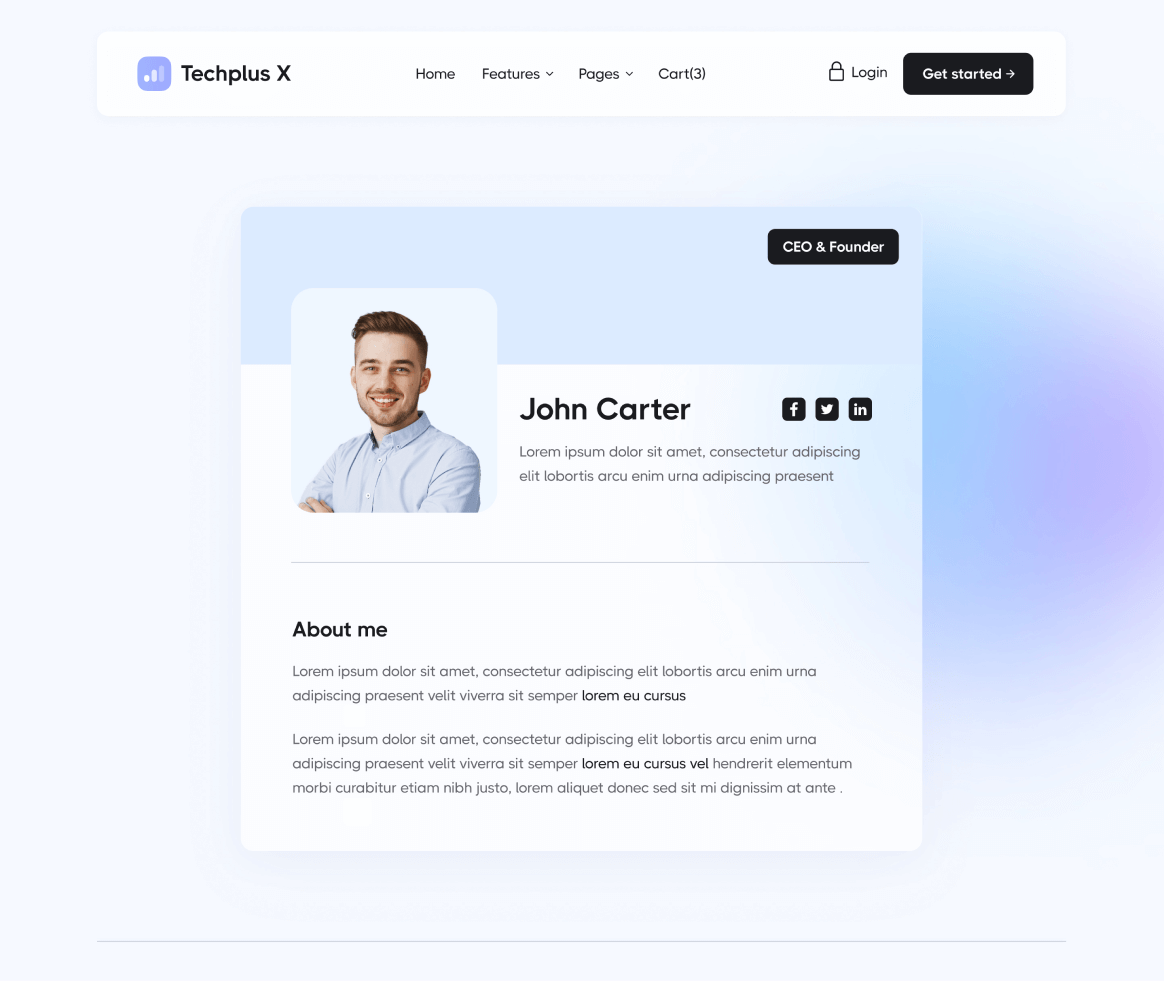 Techplus X
Home Features Pages Cart(3)
Login
Get started →
CEO & Founder
John Carter
Lorem ipsum dolor sit amet, consectetur adipiscing
elit lobortis arcu enim urna adipiscing praesent
About me
Lorem ipsum dolor sit amet, consectetur adipiscing elit lobortis arcu enim urna
adipiscing praesent velit viverra sit semper lorem eu cursus
Lorem ipsum dolor sit amet, consectetur adipiscing elit lobortis arcu enim urna
adipiscing praesent velit viverra sit semper lorem eu cursus vel hendrerit elementum
morbi curabitur etiam nibh justo, lorem aliquet donec sed sit mi dignissim at ante .